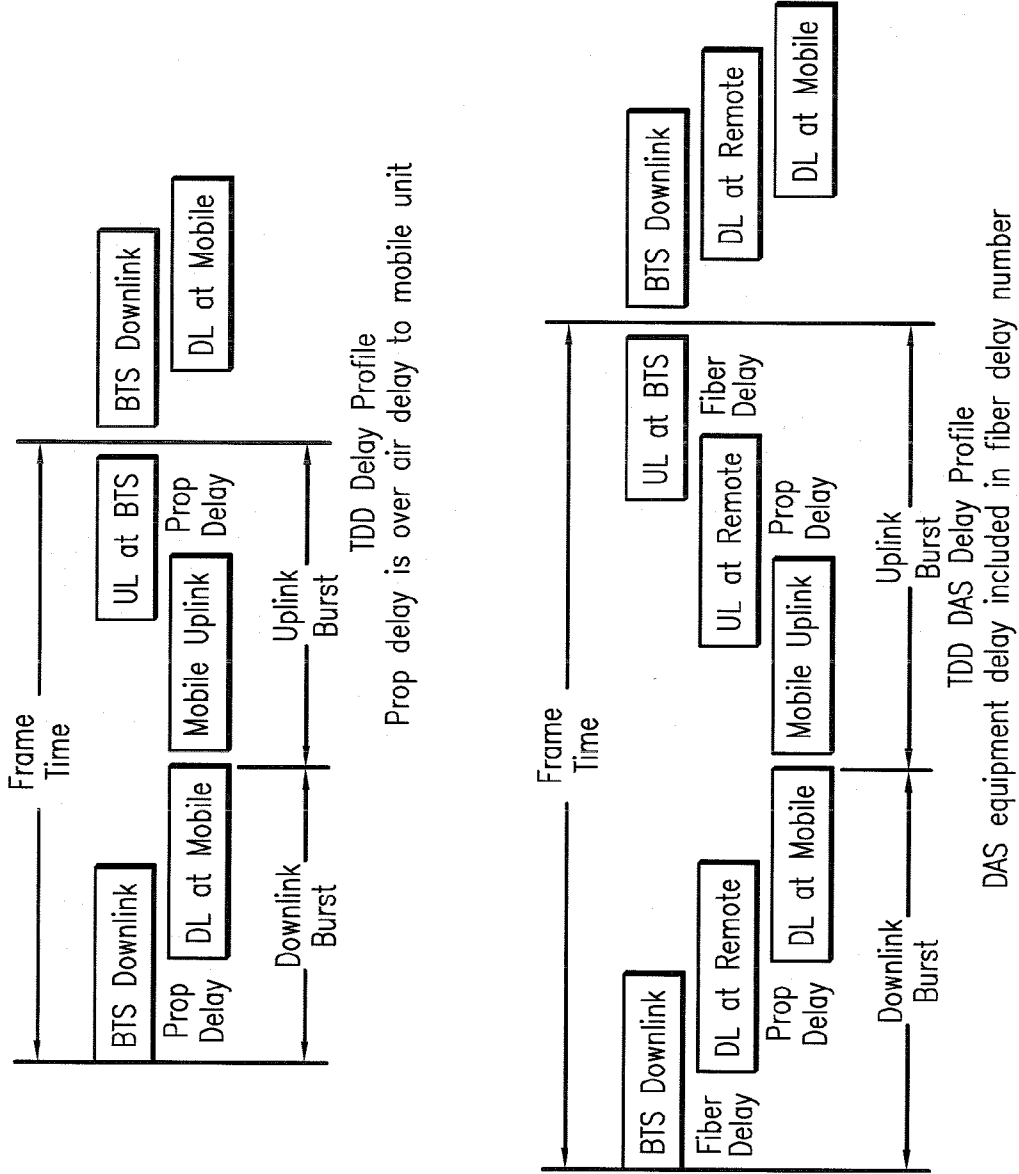 Frame
Time
BTS Downlink
UL at BTS
BTS Downlink
Prop
Delay
DL at Mobile
Mobile Uplink
Prop
Delay
DL at Mobile
Downlink
Burst
Uplink
Burst
TDD Delay Profile
Prop delay is over air delay to mobile unit
Frame
Time
BTS Downlink
UL at BTS
BTS Downlink
Fiber
Delay
DL at Remote
UL at Remote
Fiber
Delay
DL at Remote
Prop
Delay
DL at Mobile
Mobile Uplink
Prop
Delay
DL at Mobile
Downlink
Burst
Uplink
Burst
TDD DAS Delay Profile
DAS equipment delay included in fiber delay number